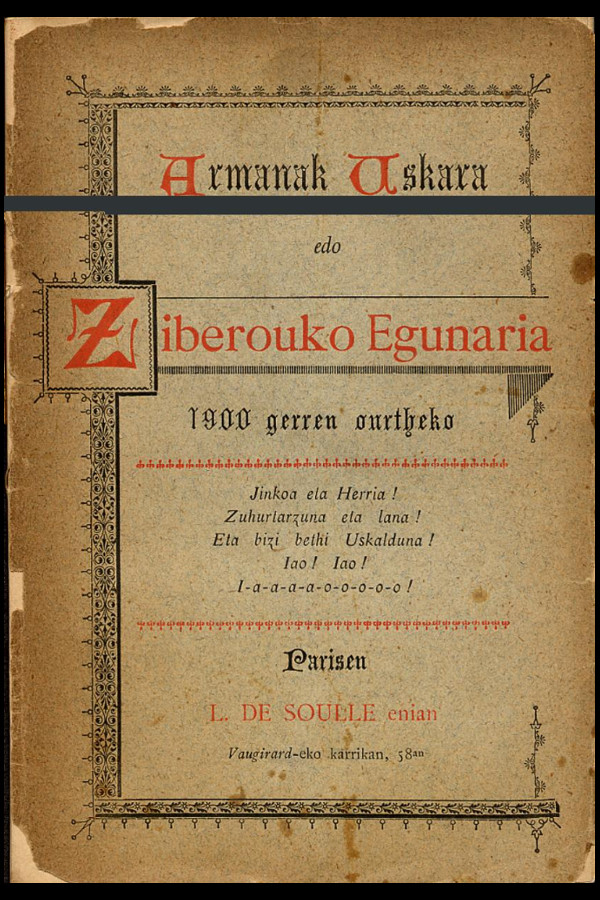 Armanak Uskara
edo
Ziberouko Egunaria
1900 gerren ourtheko
Jinkoa eta Herria !
Zuhurtarzuna eta lana !
Eta bizi bethi Uskalduna !
Iao ! Iao !
I-a-a-a-a-o-o-o-o-o !
Parisen
L. DE SOULLE enian
Vaugirard-eko karrikan, 58an